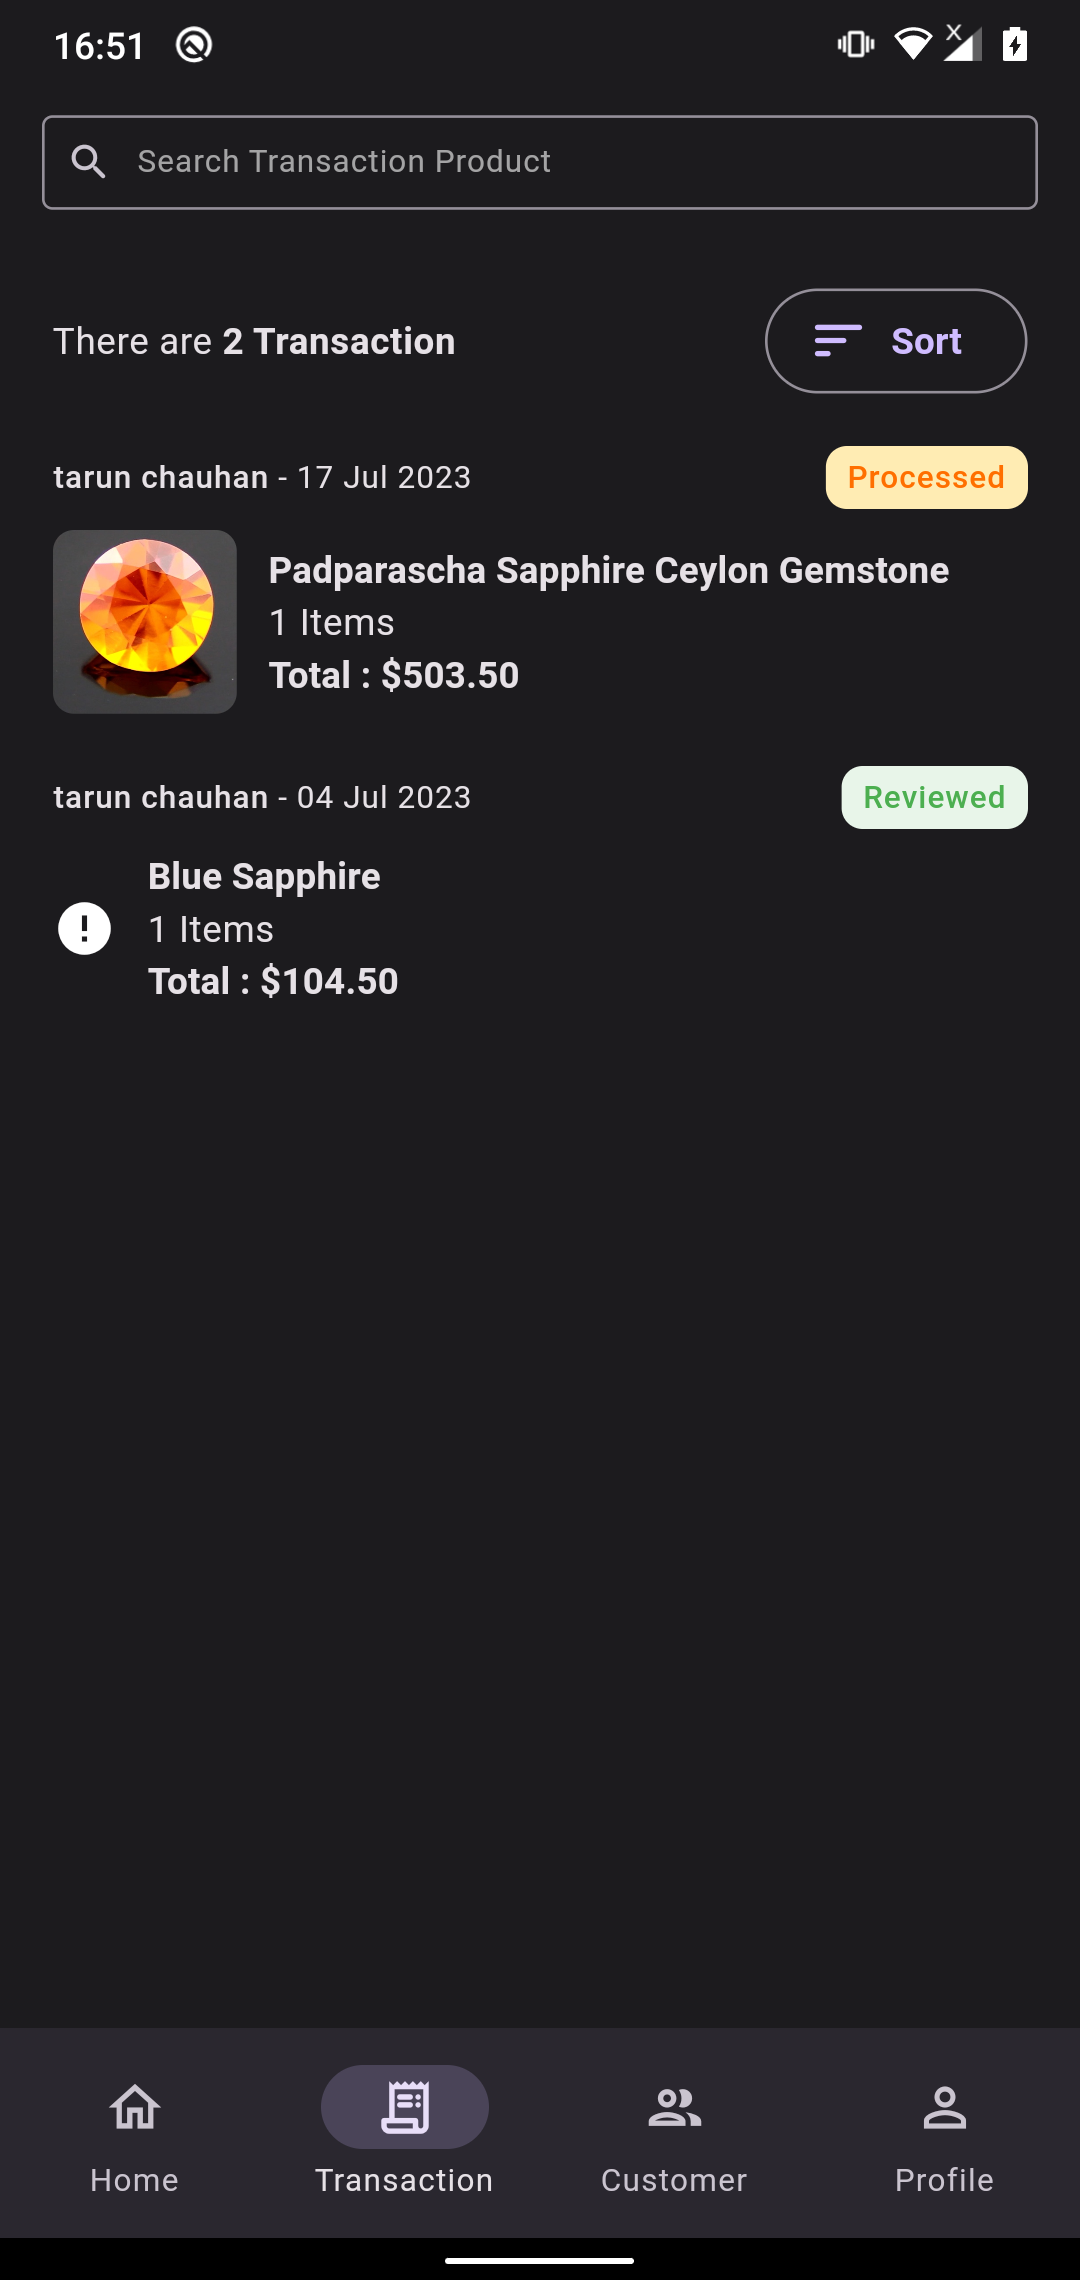 16:51
Search Transaction Product
There are 2 Transaction
Sort
tarun chauhan - 17 Jul 2023
Processed
Padparascha Sapphire Ceylon Gemstone
1 Items
Total : $503.50
tarun chauhan - 04 Jul 2023
Reviewed
Blue Sapphire
1 Items
Total : $104.50
Home
Transaction
Customer
Profile